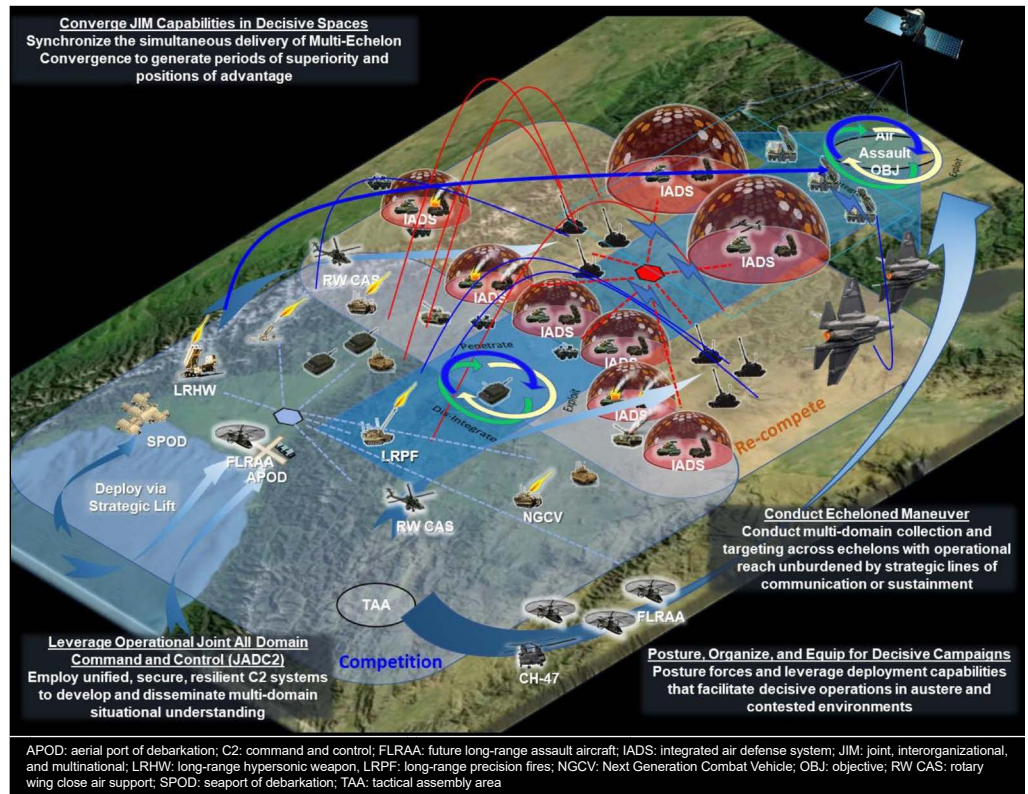 Converge JIM Capabilities in Decisive Spaces
Synchronize the simultaneous delivery of Multi-Echelon
Convergence to generate periods of superiority and
positions of advantage
Air
Assault
OBJ
Exploit
IADS
IADS
IADS
RW CAS
IADS
IADS
IADS
Penetrate
LRHW
IADS
Exploit
Dis-Integrate
Re-compete
SPOD
FLRAA
APOD
LRPF
IADS
Deploy via
Strategic Lift
NGCV
RW CAS
Conduct Echeloned Maneuver
Conduct multi-domain collection and
targeting across echelons with operational
reach unburdened by strategic lines of
communication or sustainment
TAA
FLRAA
Leverage Operational Joint All Domain
Command and Control (JADC2)
Employ unified, secure, resilient C2 systems
to develop and disseminate multi-domain
situational understanding
Competition
CH-47
Posture, Organize, and Equip for Decisive Campaigns
Posture forces and leverage deployment capabilities
that facilitate decisive operations in austere and
contested environments
APOD: aerial port of debarkation; C2: command and control; FLRAA: future long-range assault aircraft; IADS: integrated air defense system; JIM: joint, interorganizational,
and multinational; LRHW: long-range hypersonic weapon, LRPF: long-range precision fires; NGCV: Next Generation Combat Vehicle; OBJ: objective; RW CAS: rotary
wing close air support; SPOD: seaport of debarkation; TAA: tactical assembly area